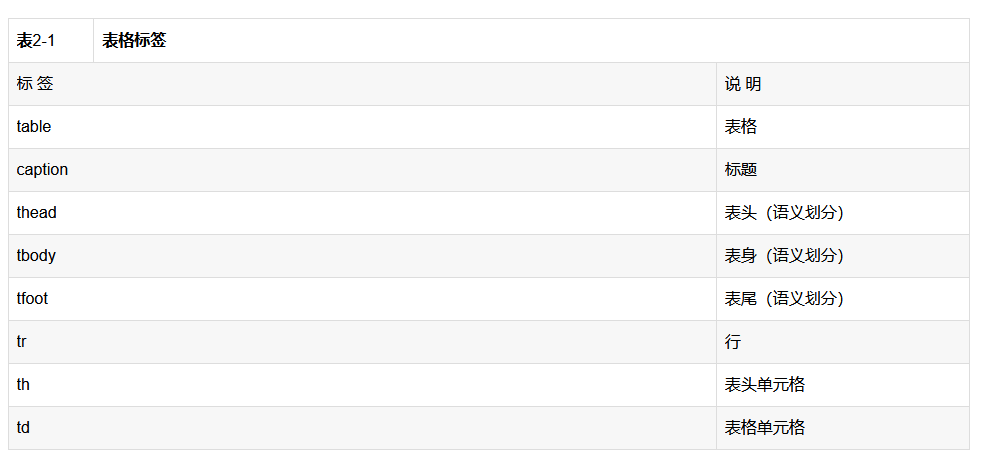 表2-1 表格标签
标 签 说 明
table 表格
caption 标题
thead 表头（语义划分）
tbody 表身（语义划分）
tfoot 表尾（语义划分）
tr 行
th 表头单元格
td 表格单元格